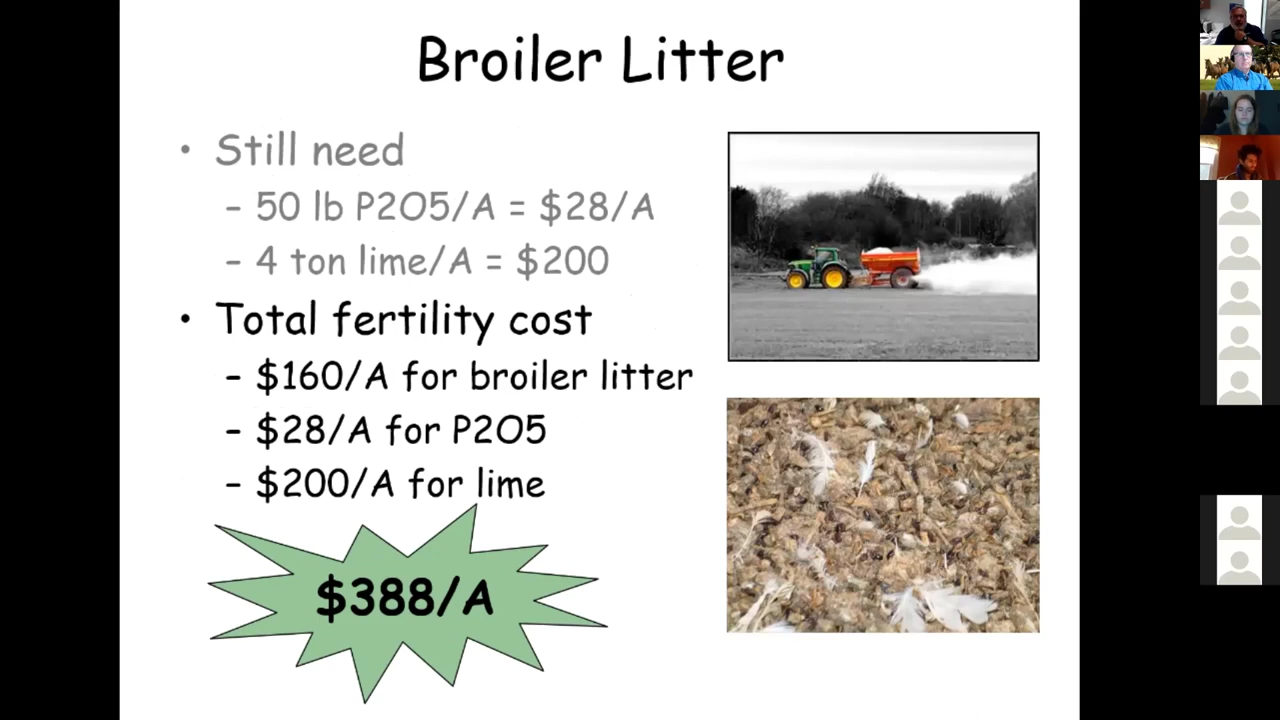 Broiler Litter
• Still need
– 50 lb P2O5/A = $28/A
– 4 ton lime/A = $200
• Total fertility cost
– $160/A for broiler litter
– $28/A for P2O5
– $200/A for lime
$388/A